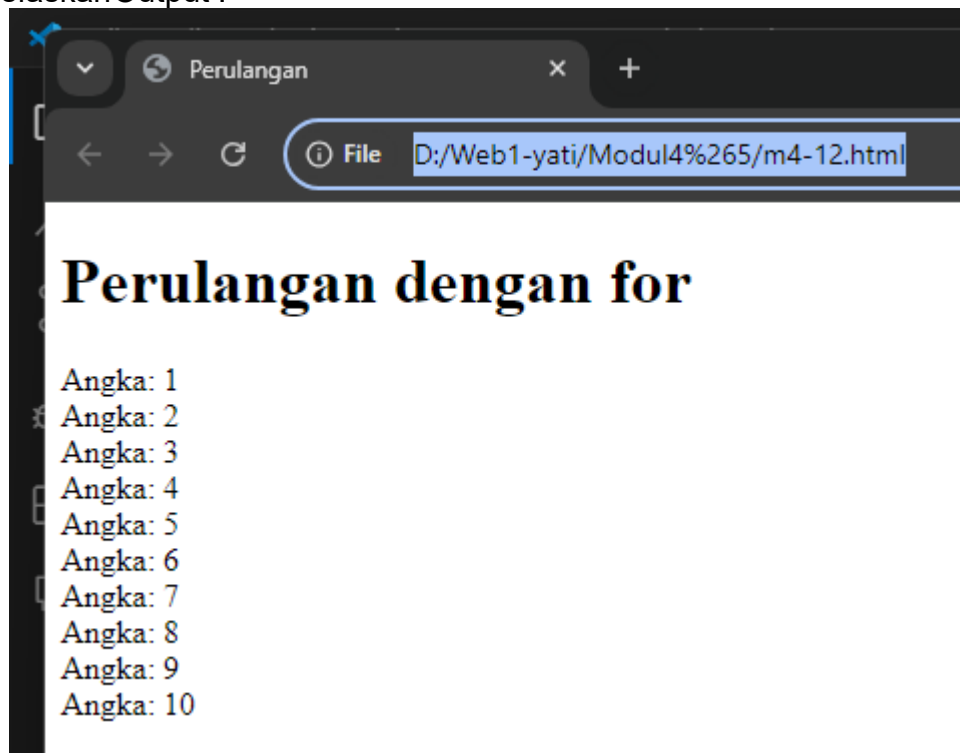 Output :
Perulangan
File D:/Web1-yati/Modul4%265/m4-12.html
Perulangan dengan for
Angka: 1
Angka: 2
Angka: 3
Angka: 4
Angka: 5
Angka: 6
Angka: 7
Angka: 8
Angka: 9
Angka: 10